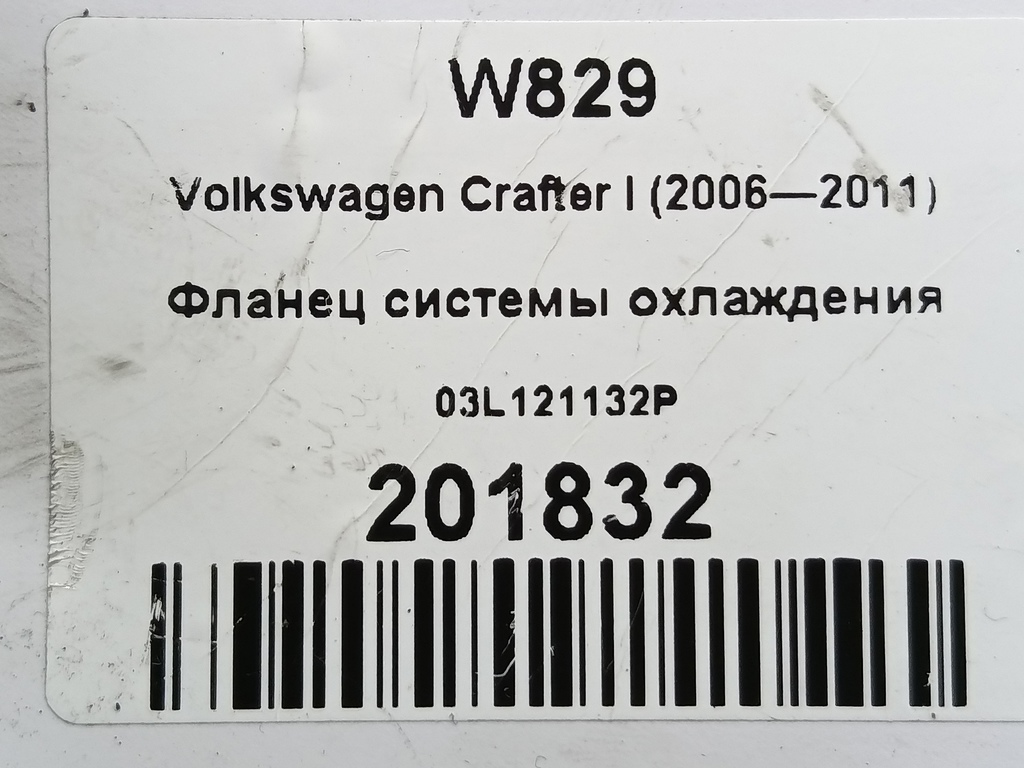 W829
Volkswagen Crafter I (2006—2011)
Фланец системы охлаждения
03L121132P
201832